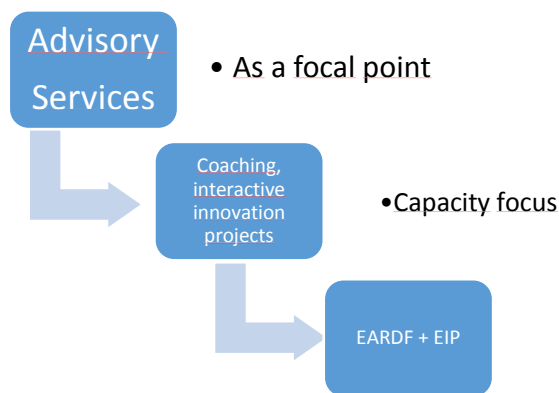 Advisory
Services
• As a focal point
Coaching,
interactive
innovation
projects
•Capacity focus
EARDF + EIP